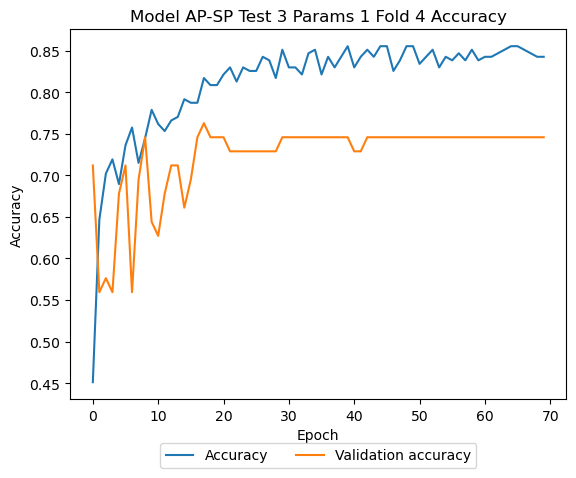 Model AP-SP Test 3 Params 1 Fold 4 Accuracy
0.85
0.80
0.75
0.70
0.65
0.60
0.55
0.50
0.45
Accuracy
0 10 20 30 40 50 60 70
Epoch
Accuracy Validation accuracy